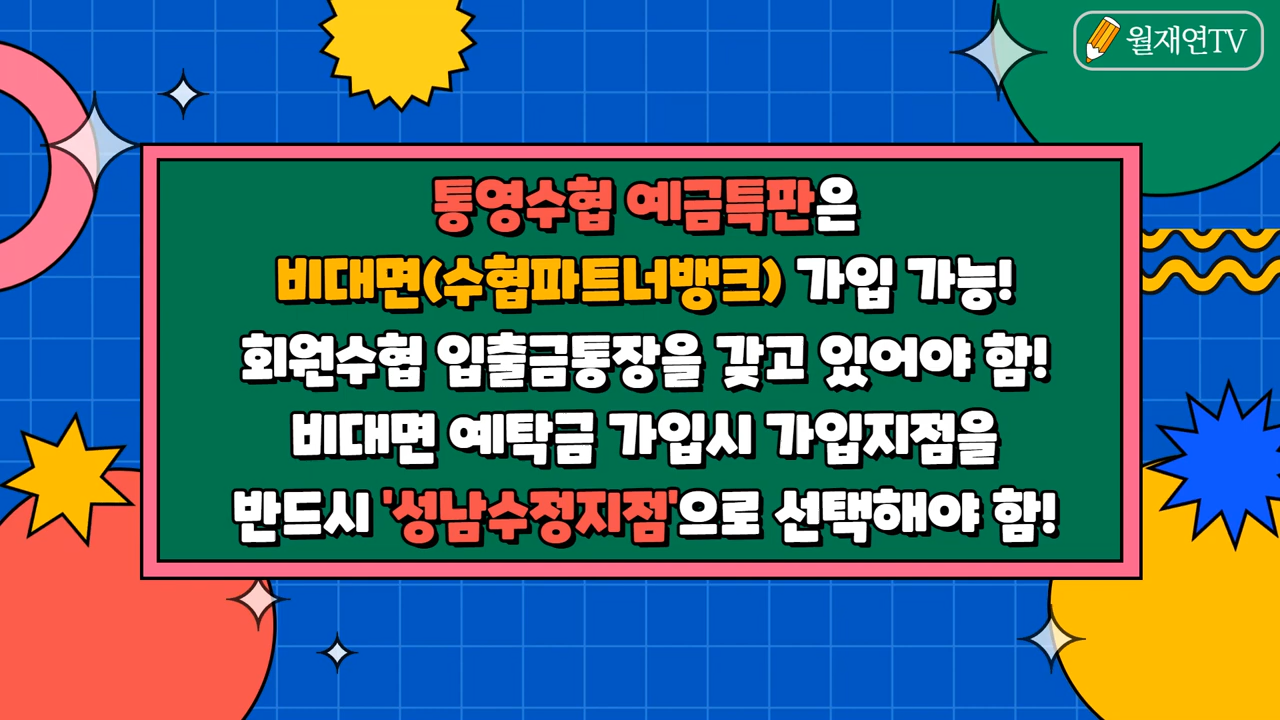 월재연TV
통영수협 예금특판은
비대면(수협파트너뱅크) 가입 가능!
회원수협 입출금통장을 갖고 있어야 함!
비대면 예탁금 가입시 가입지점을
반드시 '성남수정지점'으로 선택해야 함!